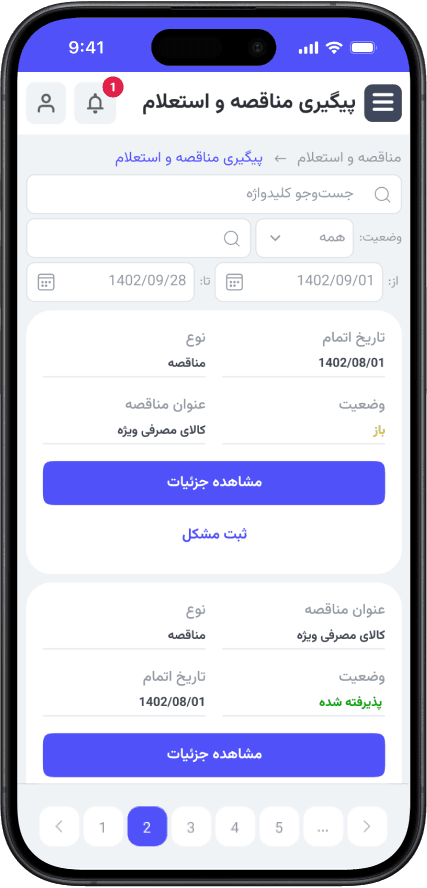 9:41
پیگیری مناقصه و استعلام
1
مناقصه و استعلام ← پیگیری مناقصه و استعلام
جست‌وجو کلیدواژه
وضعیت: همه
از: 1402/09/01 تا: 1402/09/28
تاریخ اتمام نوع
1402/08/01 مناقصه
وضعیت عنوان مناقصه
باز کالای مصرفی ویژه
مشاهده جزئیات
ثبت مشکل
عنوان مناقصه نوع
کالای مصرفی ویژه مناقصه
وضعیت تاریخ اتمام
پذیرفته شده 1402/08/01
مشاهده جزئیات
1 2 3 4 5 ...